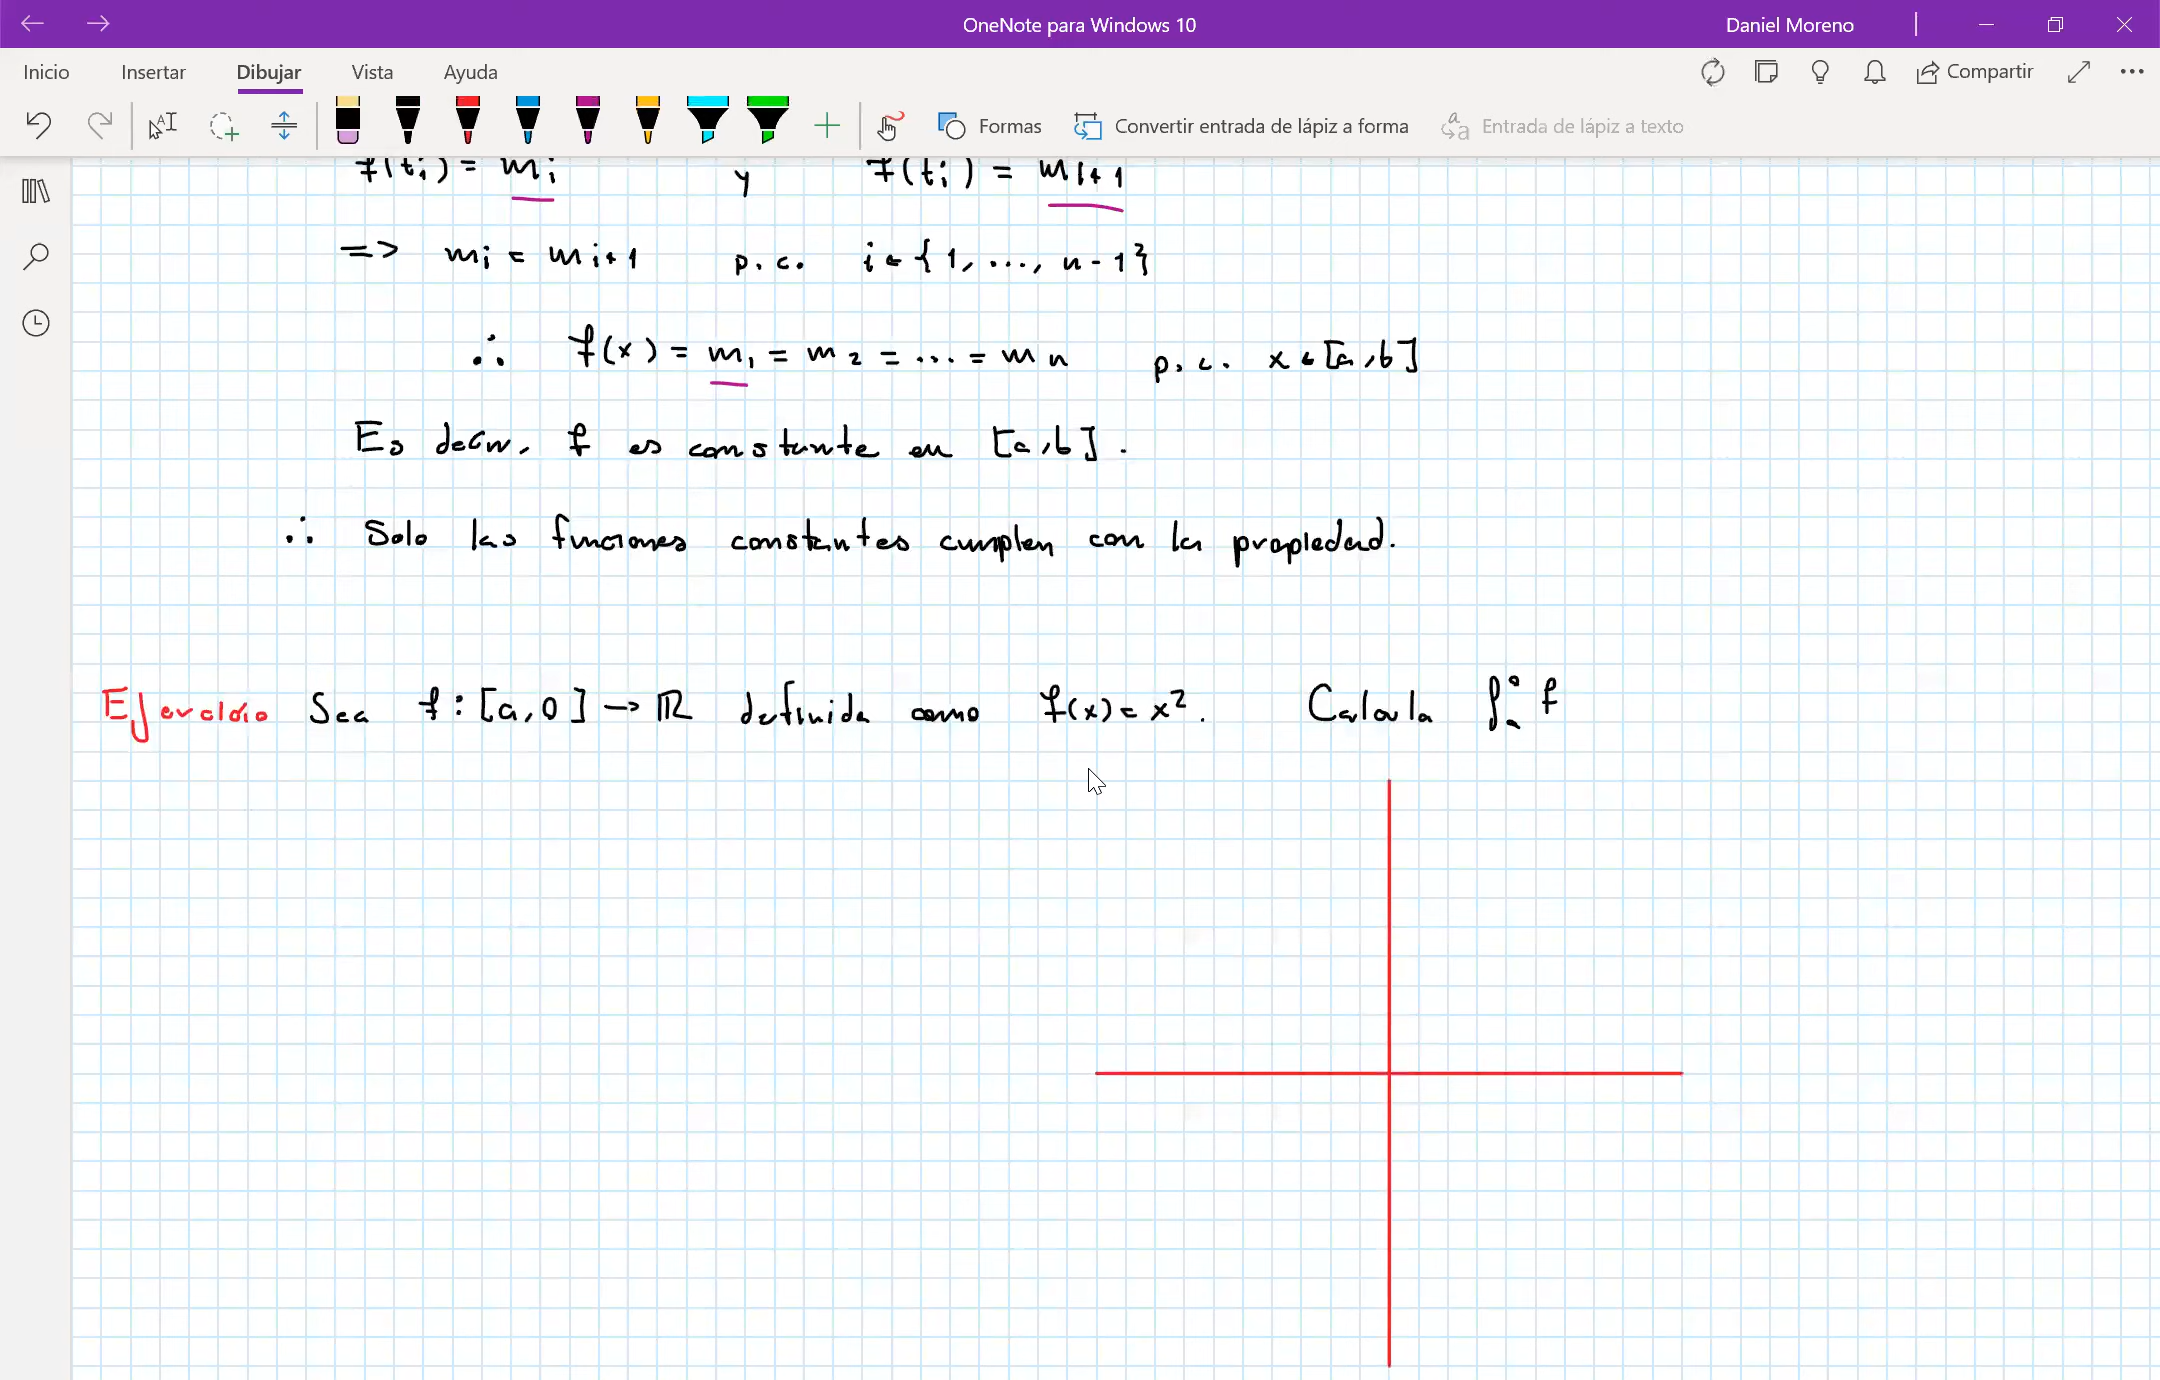 OneNote para Windows 10
Daniel Moreno
Inicio Insertar Dibujar Vista Ayuda
Compartir
Formas Convertir entrada de lápiz a forma Entrada de lápiz a texto
f(ti) = mi y f(ti) = mi+1
=> mi = mi+1 p.c. i ∈ {1, ..., n-1}
∴ f(x) = m1 = m2 = ... = mn p.c. x ∈ [a,b]
Es decir, f es constante en [a,b].
∴ Solo las funciones constantes cumplen con la propiedad.
Ejercicio Sea f: [a,0] → ℝ definida como f(x) = x². Calcula ∫ₐ⁰ f